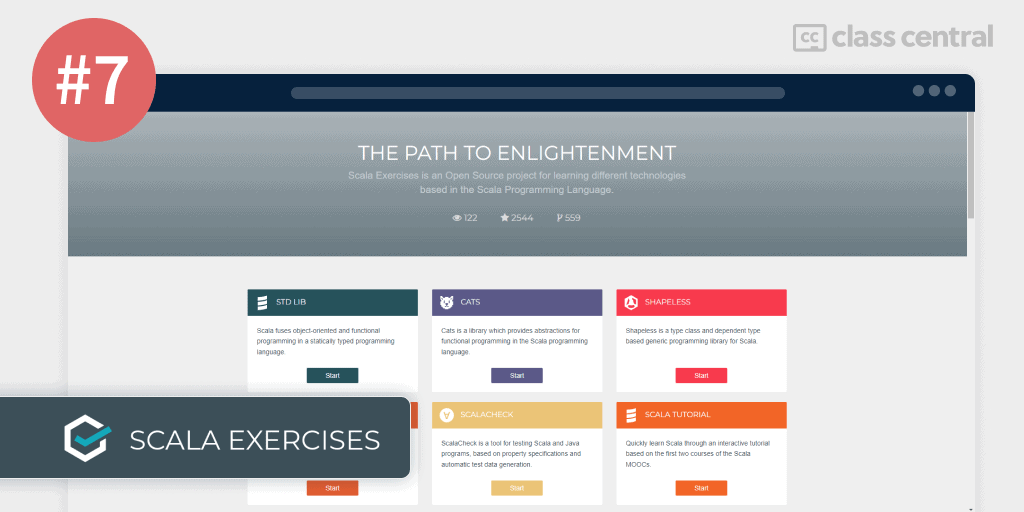 #7
cc class central
THE PATH TO ENLIGHTENMENT
Scala Exercises is an Open Source project for learning different technologies
based in the Scala Programming Language.
122 2544 559
STD LIB
Scala fuses object-oriented and functional
programming in a statically typed programming
language.
Start
CATS
Cats is a library which provides abstractions for
functional programming in the Scala programming
language.
Start
SHAPELESS
Shapeless is a type class and dependent type
based generic programming library for Scala.
Start
SCALA EXERCISES
Start
SCALACHECK
ScalaCheck is a tool for testing Scala and Java
programs, based on property specifications and
automatic test data generation.
Start
SCALA TUTORIAL
Quickly learn Scala through an interactive tutorial
based on the first two courses of the Scala
MOOCs.
Start